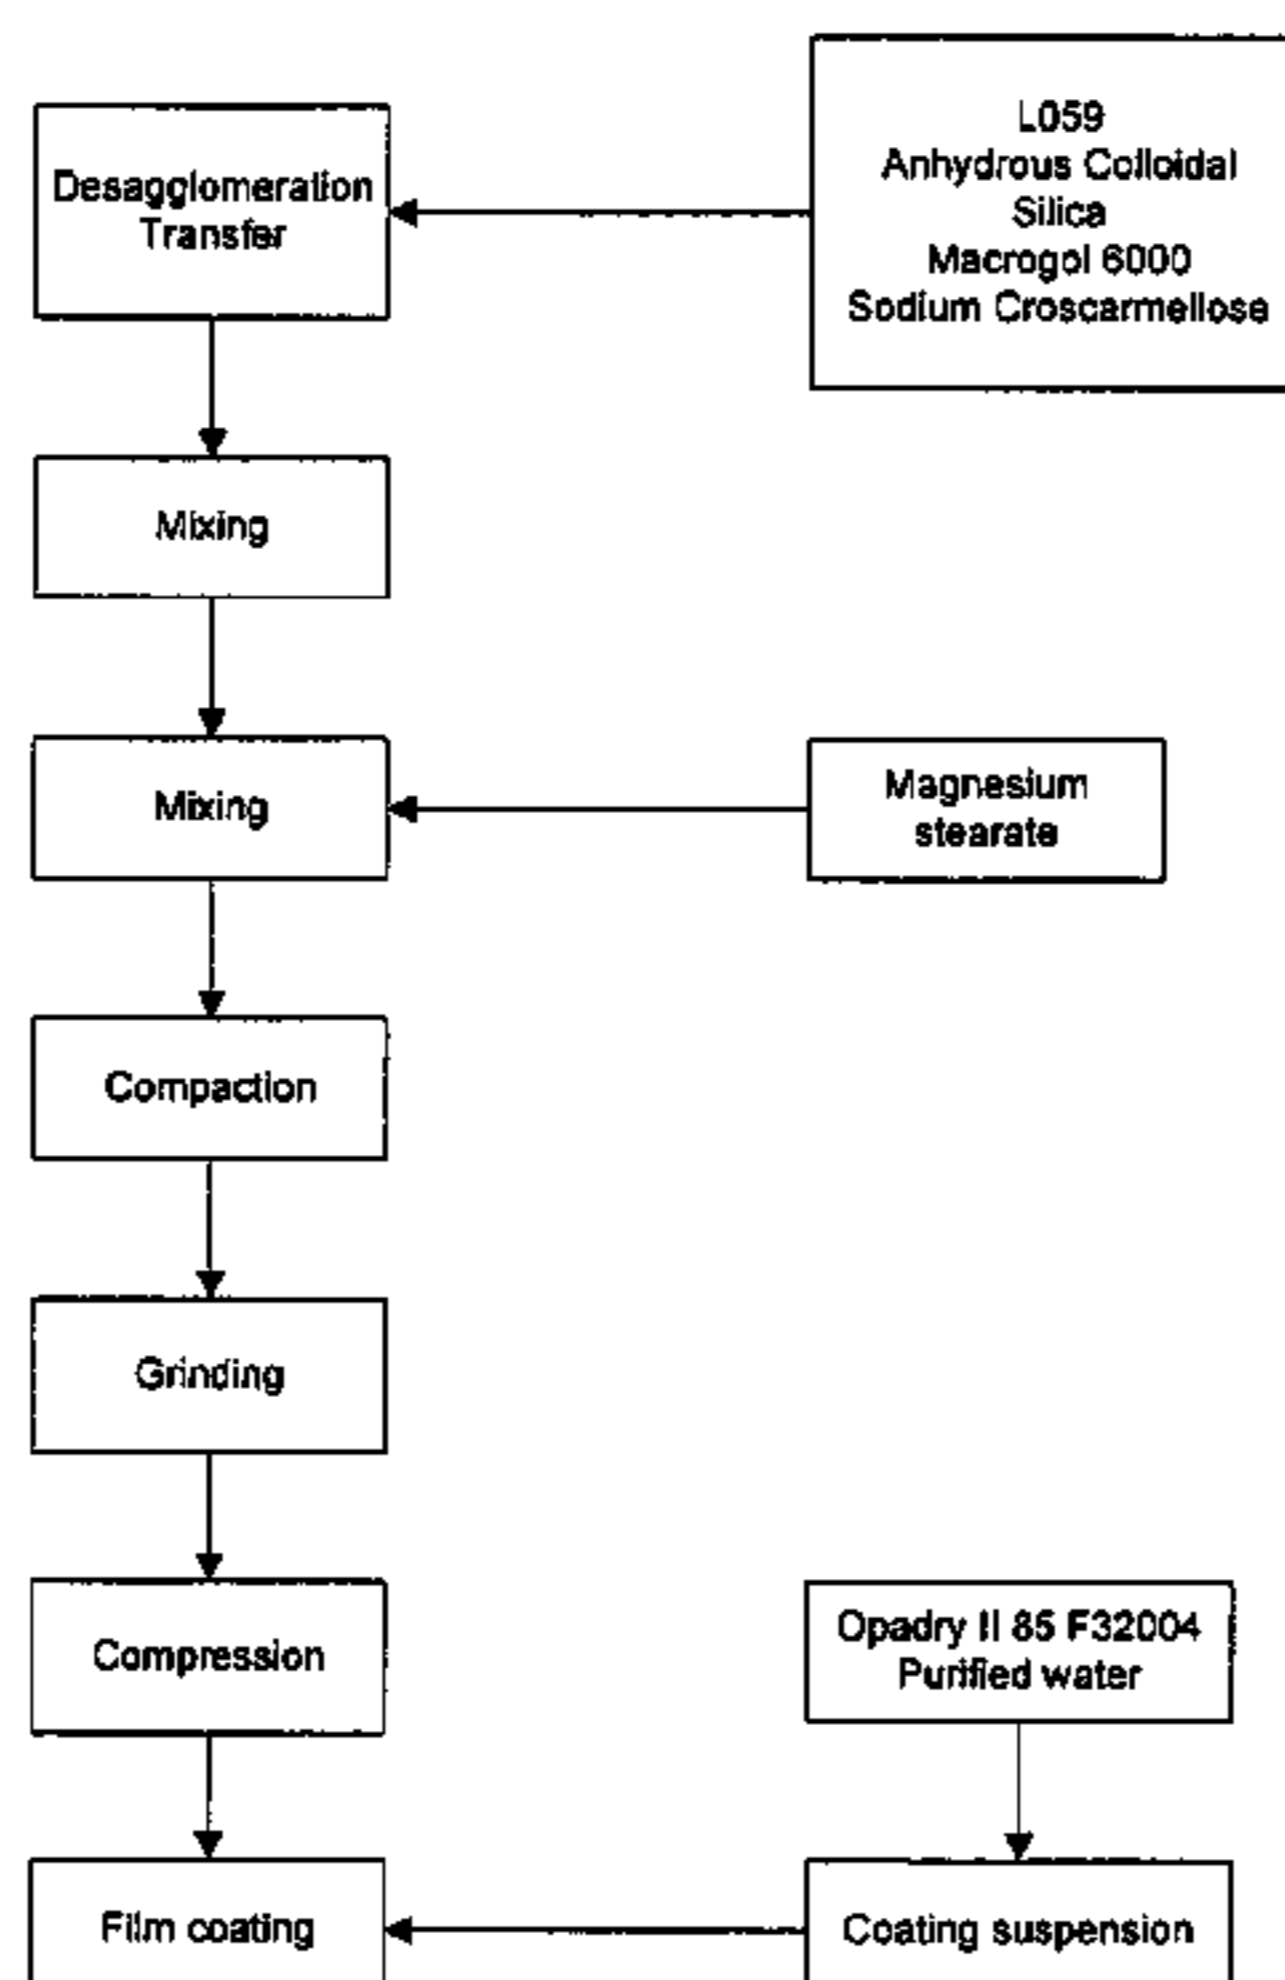 L059
Anhydrous Colloidal
Silica
Macrogol 6000
Sodium Croscarmellose
Desagglomeration
Transfer
Mixing
Mixing
Magnesium
stearate
Compaction
Grinding
Compression
Opadry II 85 F32004
Purified water
Film coating
Coating suspension